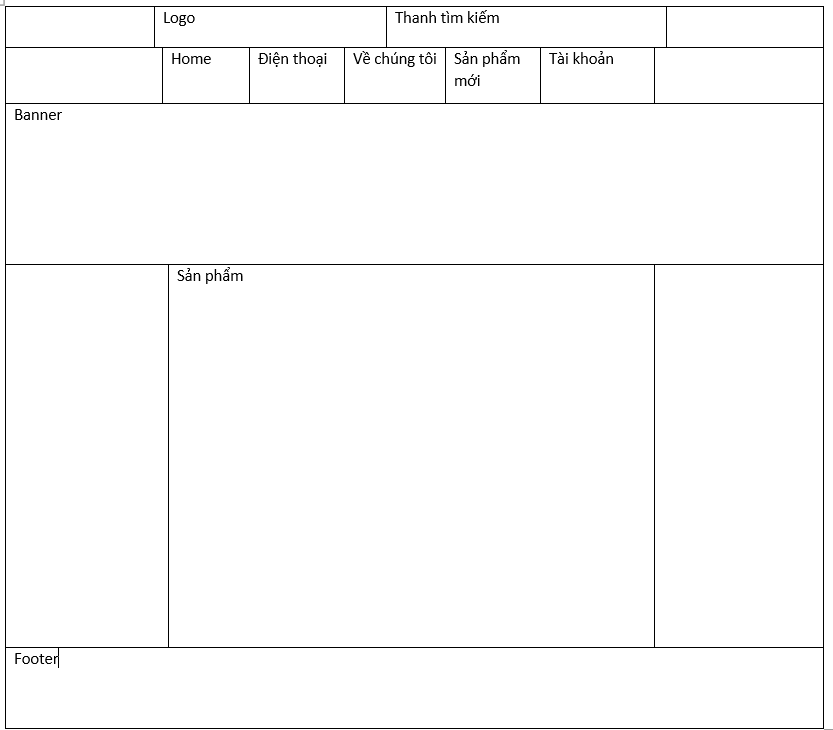 Logo
Thanh tìm kiếm
Home
Điện thoại
Về chúng tôi
Sản phẩm
mới
Tài khoản
Banner
Sản phẩm
Footer